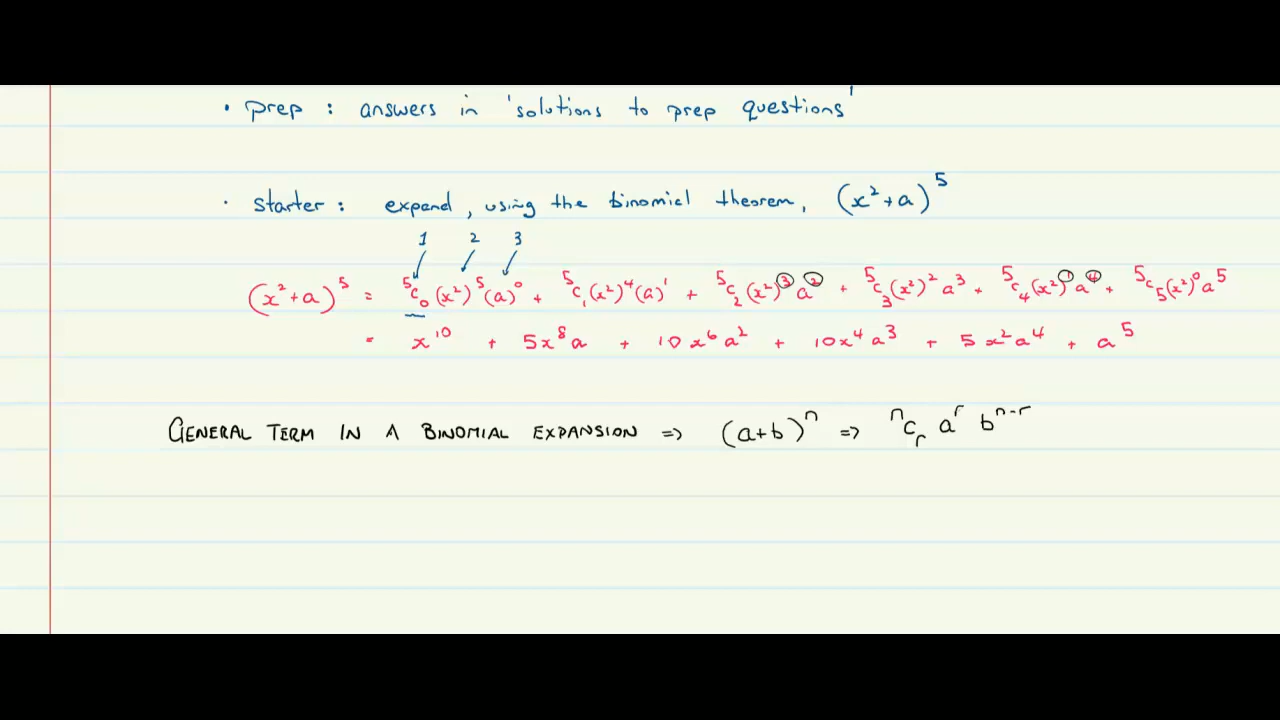 • prep : answers in 'solutions to prep questions'
• starter : expand, using the binomial theorem, (x²+a)⁵
1 2 3
(x²+a)⁵ = ⁵C₀(x²)⁵(a)⁰ + ⁵C₁(x²)⁴(a)¹ + ⁵C₂(x²)³a² + ⁵C₃(x²)²a³ + ⁵C₄(x²)¹a⁴ + ⁵C₅(x²)⁰a⁵
= x¹⁰ + 5x⁸a + 10x⁶a² + 10x⁴a³ + 5x²a⁴ + a⁵
GENERAL TERM IN A BINOMIAL EXPANSION ⇒ (a+b)ⁿ ⇒ ⁿCᵣ aʳ bⁿ⁻ʳ